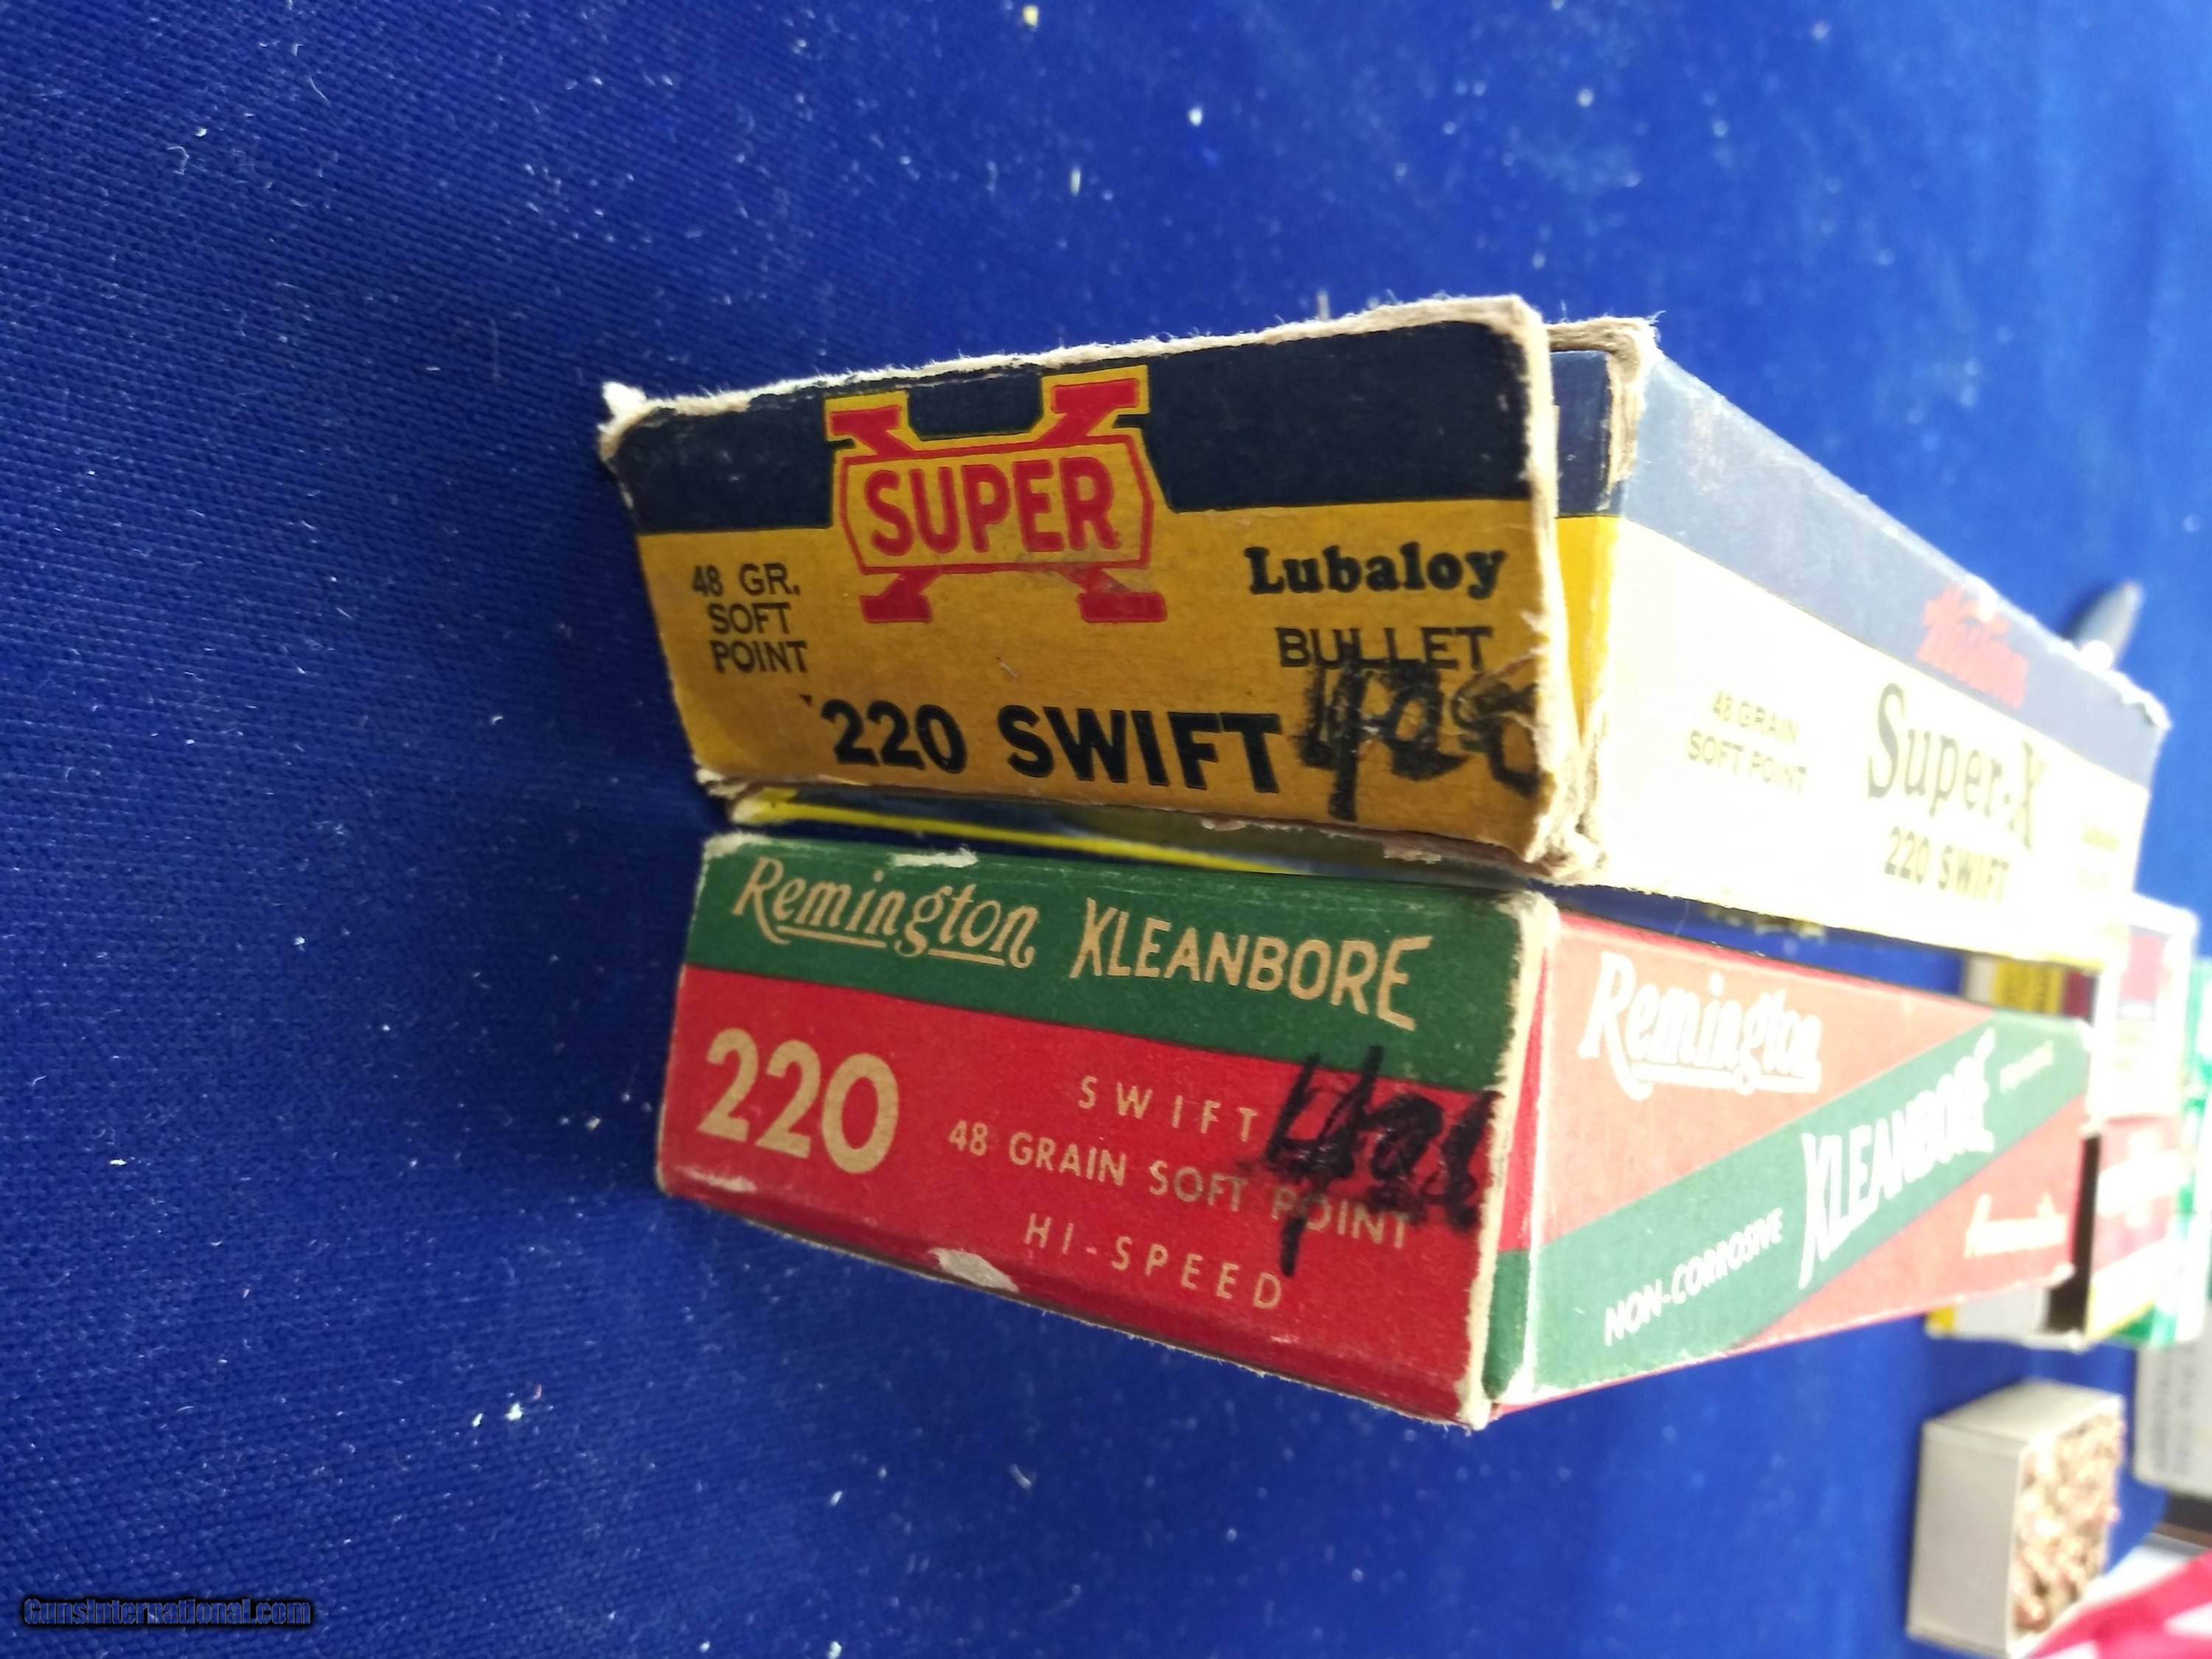 SUPER X
48 GR.
SOFT
POINT
Lubaloy
BULLET
220 SWIFT
48 GRAIN
SOFT POINT
Super-X
220 SWIFT
Remington KLEANBORE
220
SWIFT
48 GRAIN SOFT POINT
HI-SPEED
Remington
NON-CORROSIVE
KLEANBORE
GunsInternational.com